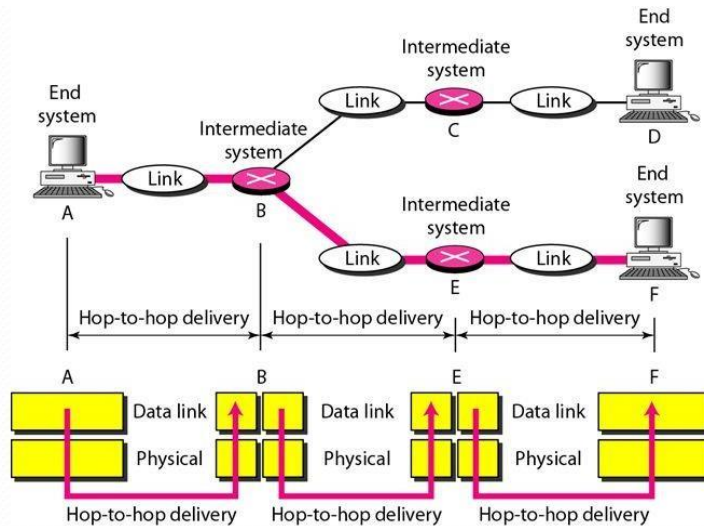 End
system
Intermediate
system
Link
C
Link
D
End
system
A
Link
Intermediate
system
B
End
system
Intermediate
system
Link
E
Link
F
Hop-to-hop delivery Hop-to-hop delivery Hop-to-hop delivery
A B E F
Data link Data link Data link
Physical Physical Physical
Hop-to-hop delivery Hop-to-hop delivery Hop-to-hop delivery